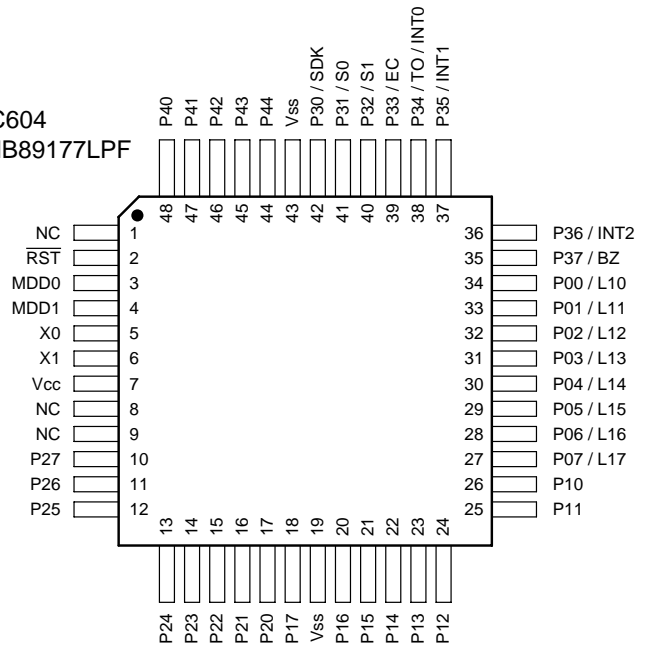 C604
MB89177LPF
P40
P41
P42
P43
P44
Vss
P30 / SDK
P31 / S0
P32 / S1
P33 / EC
P34 / TO / INT0
P35 / INT1
48
47
46
45
44
43
42
41
40
39
38
37
NC 1
RST 2
MDD0 3
MDD1 4
X0 5
X1 6
Vcc 7
NC 8
NC 9
P27 10
P26 11
P25 12
36 P36 / INT2
35 P37 / BZ
34 P00 / L10
33 P01 / L11
32 P02 / L12
31 P03 / L13
30 P04 / L14
29 P05 / L15
28 P06 / L16
27 P07 / L17
26 P10
25 P11
13
14
15
16
17
18
19
20
21
22
23
24
P24
P23
P22
P21
P20
P17
Vss
P16
P15
P14
P13
P12